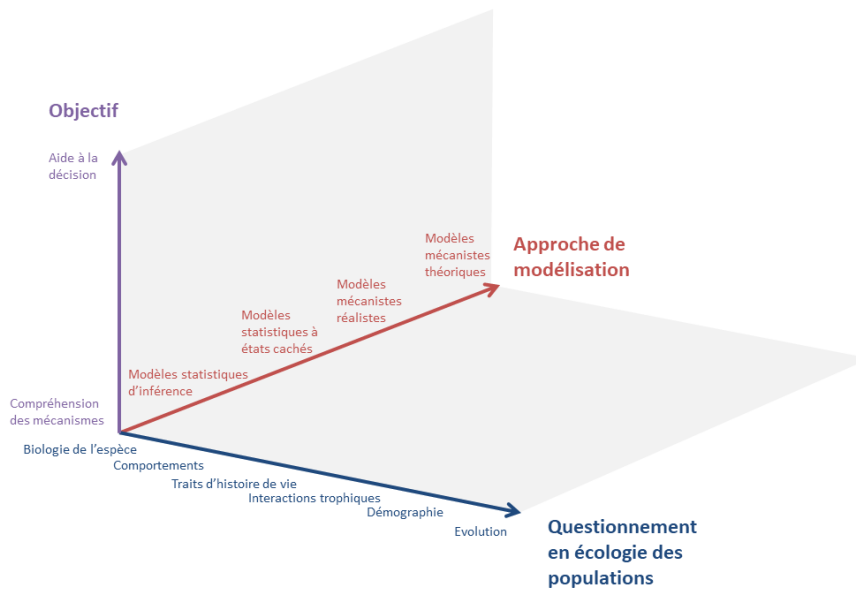 Objectif
Aide à la
décision
Modèles
mécanistes
théoriques
Approche de
modélisation
Modèles
mécanistes
réalistes
Modèles
statistiques à
états cachés
Modèles statistiques
d’inférence
Compréhension
des mécanismes
Biologie de l’espèce
Comportements
Traits d’histoire de vie
Interactions trophiques
Démographie
Evolution
Questionnement
en écologie des
populations